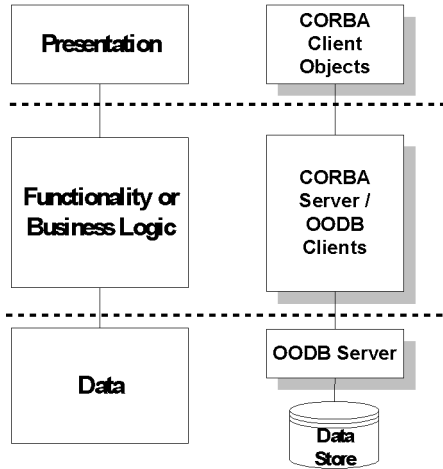 Presentation
CORBA
Client
Objects
Functionality or
Business Logic
CORBA
Server /
OODB
Clients
Data
OODB Server
Data
Store